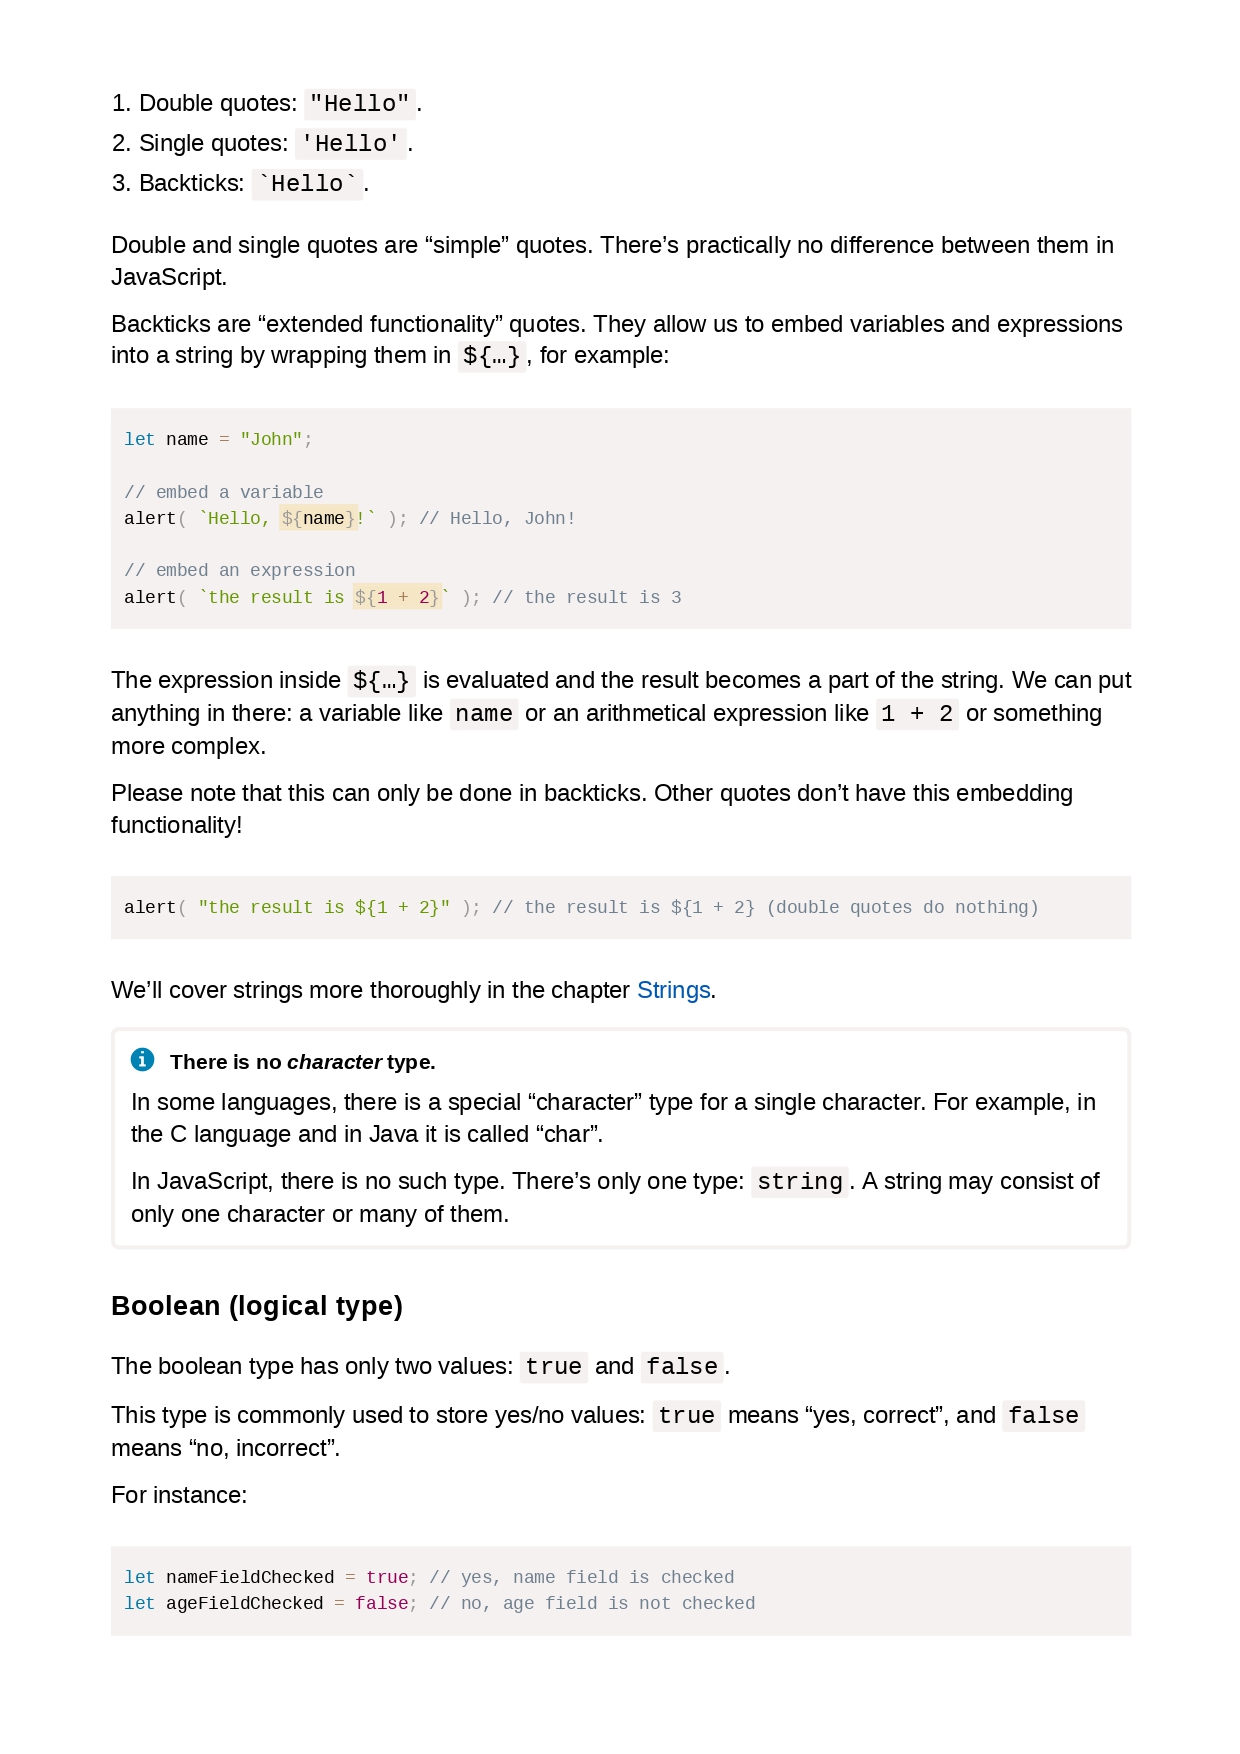 1. Double quotes: "Hello".
2. Single quotes: 'Hello'.
3. Backticks: `Hello`.
Double and single quotes are “simple” quotes. There’s practically no difference between them in
JavaScript.
Backticks are “extended functionality” quotes. They allow us to embed variables and expressions
into a string by wrapping them in ${…}, for example:
let name = "John";
// embed a variable
alert( `Hello, ${name}!` ); // Hello, John!
// embed an expression
alert( `the result is ${1 + 2}` ); // the result is 3
The expression inside ${…} is evaluated and the result becomes a part of the string. We can put
anything in there: a variable like name or an arithmetical expression like 1 + 2 or something
more complex.
Please note that this can only be done in backticks. Other quotes don’t have this embedding
functionality!
alert( "the result is ${1 + 2}" ); // the result is ${1 + 2} (double quotes do nothing)
We’ll cover strings more thoroughly in the chapter Strings.
There is no character type.
In some languages, there is a special “character” type for a single character. For example, in
the C language and in Java it is called “char”.
In JavaScript, there is no such type. There’s only one type: string. A string may consist of
only one character or many of them.
Boolean (logical type)
The boolean type has only two values: true and false.
This type is commonly used to store yes/no values: true means “yes, correct”, and false
means “no, incorrect”.
For instance:
let nameFieldChecked = true; // yes, name field is checked
let ageFieldChecked = false; // no, age field is not checked